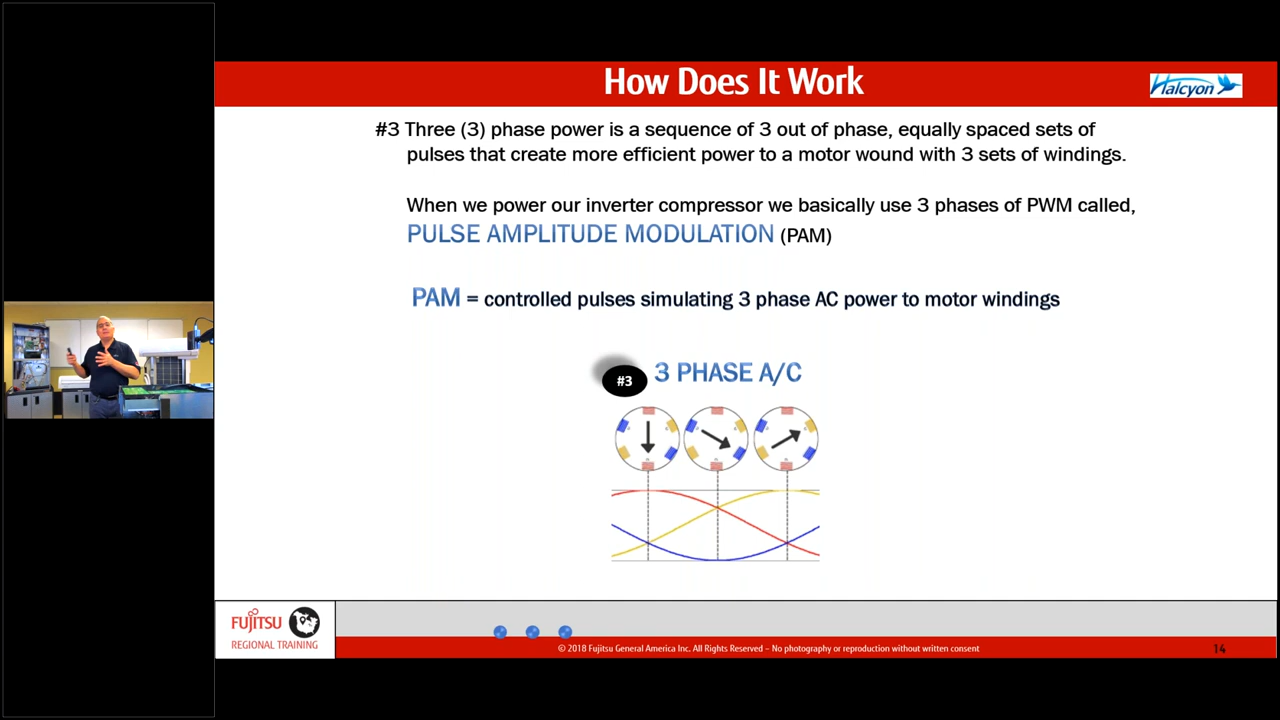 How Does It Work
Halcyon
#3 Three (3) phase power is a sequence of 3 out of phase, equally spaced sets of
pulses that create more efficient power to a motor wound with 3 sets of windings.
When we power our inverter compressor we basically use 3 phases of PWM called,
PULSE AMPLITUDE MODULATION (PAM)
PAM = controlled pulses simulating 3 phase AC power to motor windings
#3
3 PHASE A/C
FUJITSU
REGIONAL TRAINING
© 2018 Fujitsu General America Inc. All Rights Reserved – No photography or reproduction without written consent
14